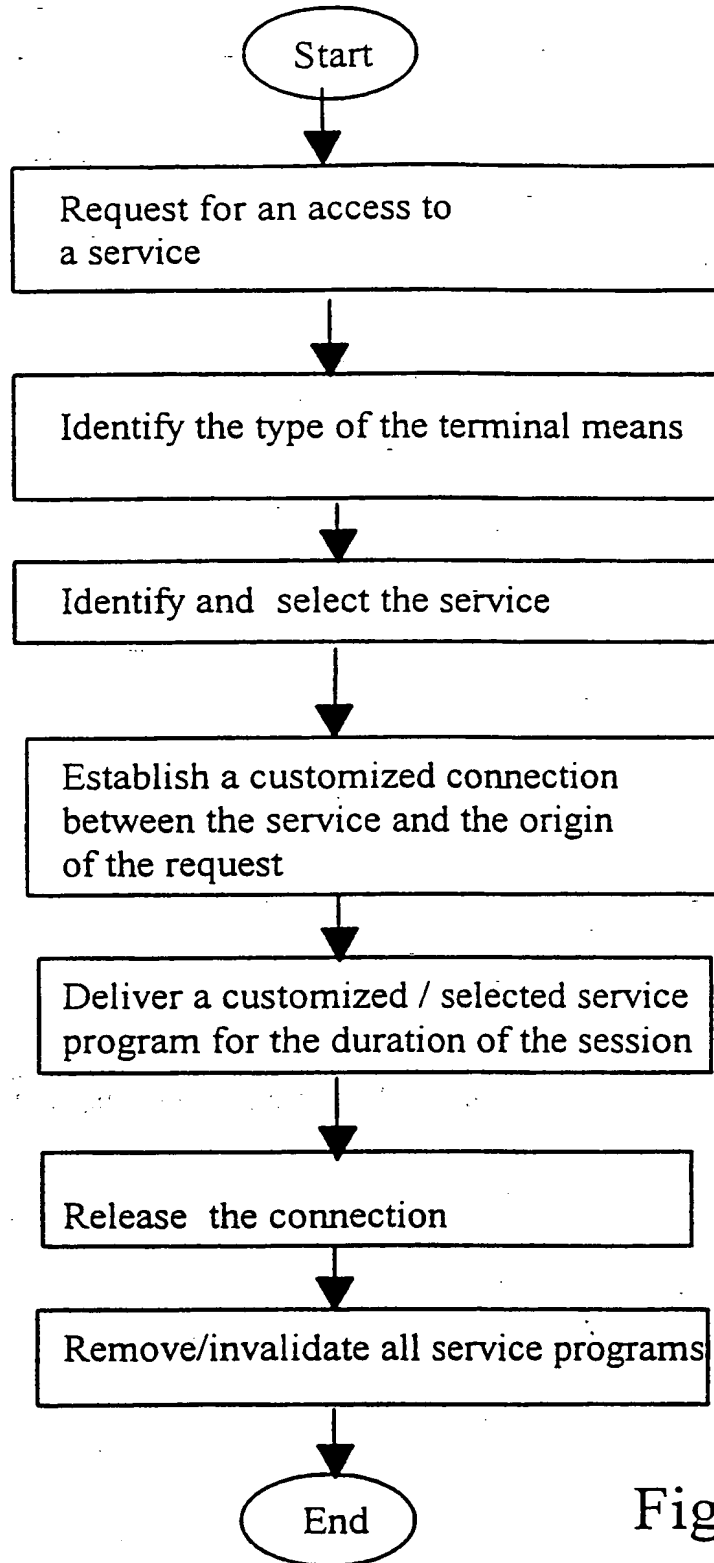 Start
Request for an access to
a service
Identify the type of the terminal means
Identify and select the service
Establish a customized connection
between the service and the origin
of the request
Deliver a customized / selected service
program for the duration of the session
Release the connection
Remove/invalidate all service programs
End
Fig